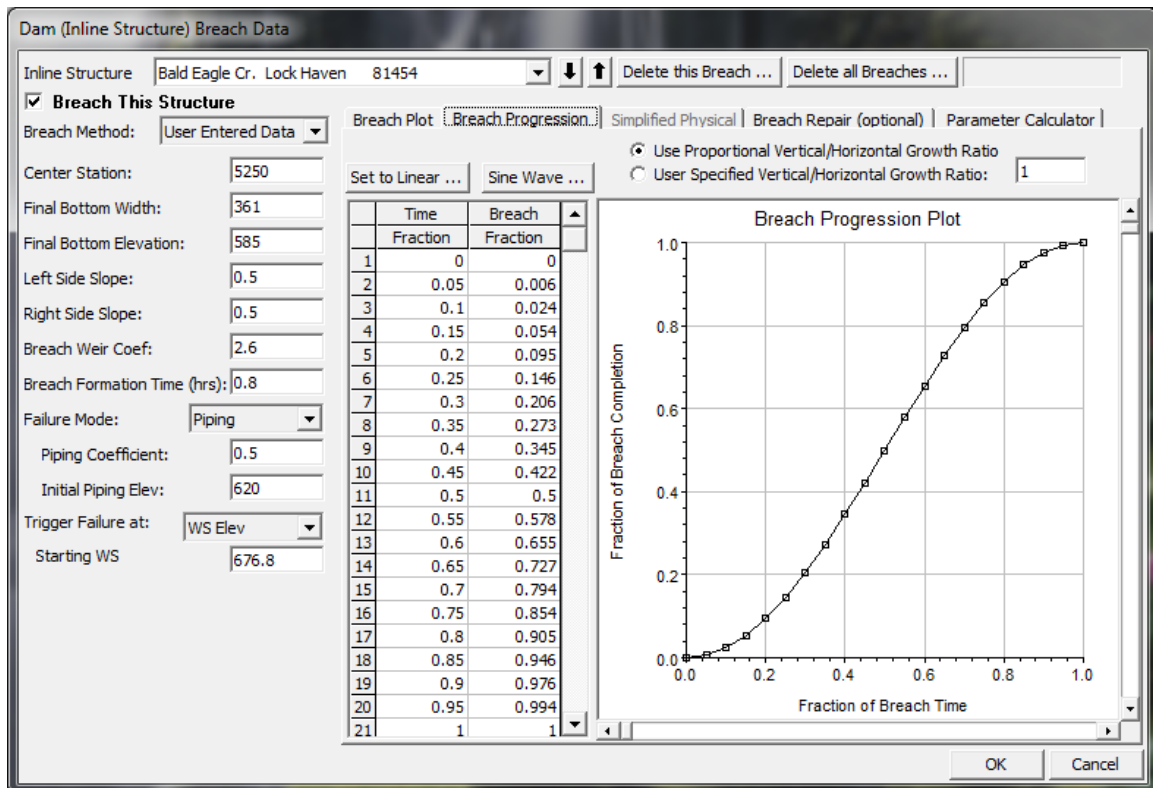 Dam (Inline Structure) Breach Data
Inline Structure Bald Eagle Cr. Lock Haven 81454 Delete this Breach ... Delete all Breaches ...
Breach This Structure
Breach Method: User Entered Data
Center Station: 5250
Final Bottom Width: 361
Final Bottom Elevation: 585
Left Side Slope: 0.5
Right Side Slope: 0.5
Breach Weir Coef: 2.6
Breach Formation Time (hrs): 0.8
Failure Mode: Piping
Piping Coefficient: 0.5
Initial Piping Elev: 620
Trigger Failure at: WS Elev
Starting WS 676.8
Breach Plot Breach Progression Simplified Physical Breach Repair (optional) Parameter Calculator
Use Proportional Vertical/Horizontal Growth Ratio
User Specified Vertical/Horizontal Growth Ratio: 1
Set to Linear ... Sine Wave ...
Time Breach
Fraction Fraction
1 0 0
2 0.05 0.006
3 0.1 0.024
4 0.15 0.054
5 0.2 0.095
6 0.25 0.146
7 0.3 0.206
8 0.35 0.273
9 0.4 0.345
10 0.45 0.422
11 0.5 0.5
12 0.55 0.578
13 0.6 0.655
14 0.65 0.727
15 0.7 0.794
16 0.75 0.854
17 0.8 0.905
18 0.85 0.946
19 0.9 0.976
20 0.95 0.994
21 1 1
Breach Progression Plot
Fraction of Breach Completion
1.0
0.8
0.6
0.4
0.2
0.0
0.0 0.2 0.4 0.6 0.8 1.0
Fraction of Breach Time
OK Cancel